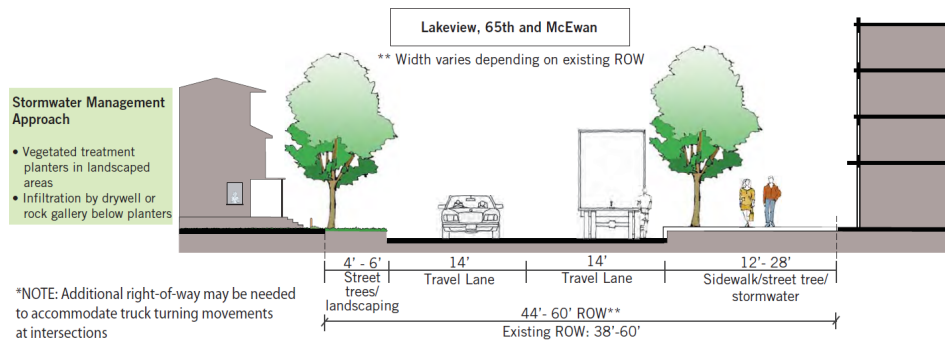 Lakeview, 65th and McEwan
** Width varies depending on existing ROW
Stormwater Management
Approach
• Vegetated treatment
planters in landscaped
areas
• Infiltration by drywell or
rock gallery below planters
4’ - 6’
Street
trees/
landscaping
14’
Travel Lane
14’
Travel Lane
12’- 28’
Sidewalk/street tree/
stormwater
44’- 60’ ROW**
Existing ROW: 38’-60’
*NOTE: Additional right-of-way may be needed
to accommodate truck turning movements
at intersections